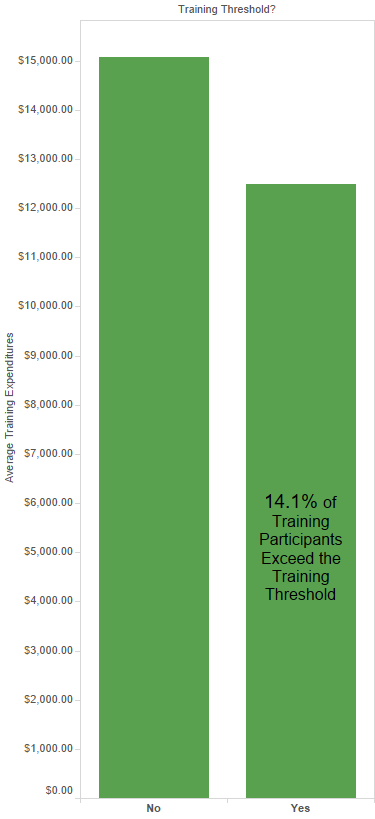 Training Threshold?
$15,000.00
$14,000.00
$13,000.00
$12,000.00
$11,000.00
$10,000.00
$9,000.00
$8,000.00
$7,000.00
$6,000.00
$5,000.00
$4,000.00
$3,000.00
$2,000.00
$1,000.00
$0.00
Average Training Expenditures
14.1% of
Training
Participants
Exceed the
Training
Threshold
No
Yes